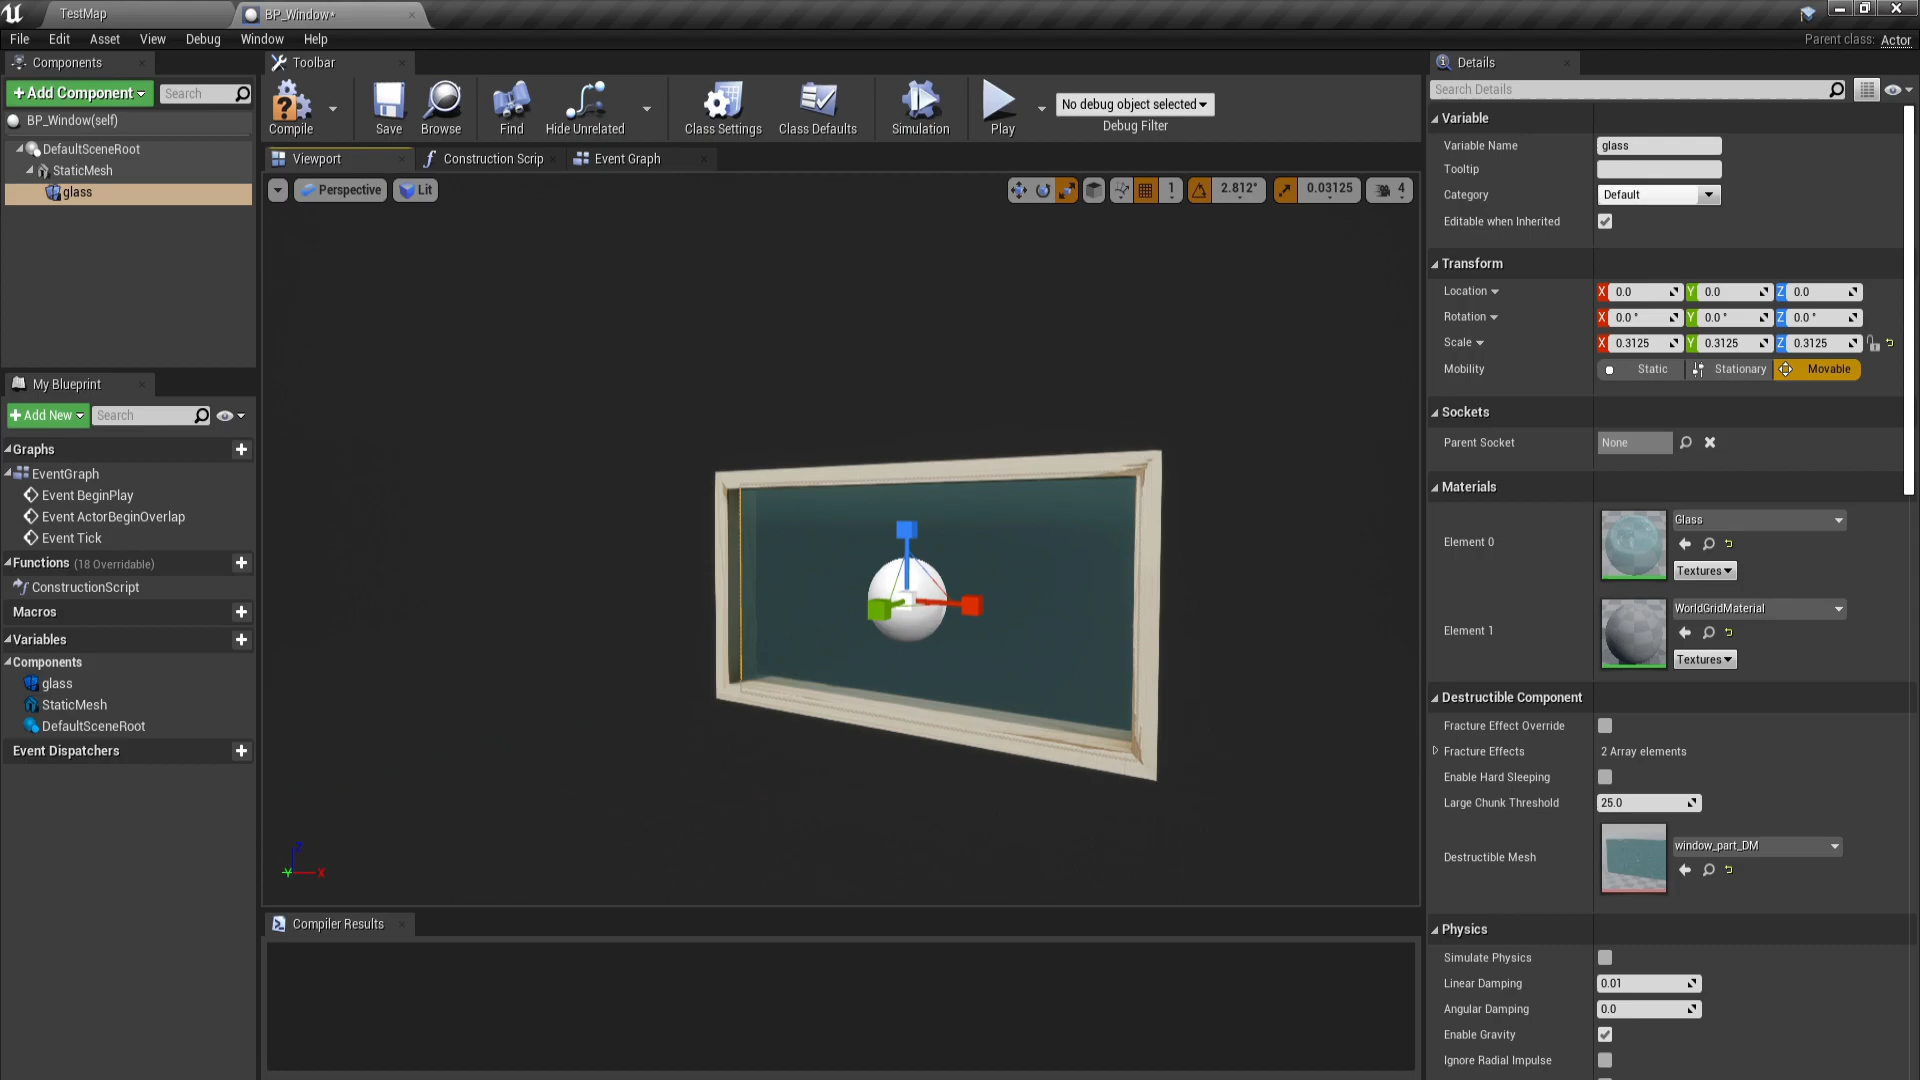 TestMap
BP_Window*
File
Edit
Asset
View
Debug
Window
Help
Parent class: Actor
Components
+Add Component
Search
BP_Window(self)
DefaultSceneRoot
StaticMesh
glass
My Blueprint
+Add New
Search
Graphs
EventGraph
Event BeginPlay
Event ActorBeginOverlap
Event Tick
Functions (18 Overridable)
ConstructionScript
Macros
Variables
Components
glass
StaticMesh
DefaultSceneRoot
Event Dispatchers
Toolbar
Compile
Save
Browse
Find
Hide Unrelated
Class Settings
Class Defaults
Simulation
Play
No debug object selected
Debug Filter
Viewport
Construction Scrip
Event Graph
Perspective
Lit
1
2.812°
0.03125
4
Z
X
Y
Compiler Results
Details
Search Details
Variable
Variable Name
glass
Tooltip
Category
Default
Editable when Inherited
Transform
Location
X 0.0 Y 0.0 Z 0.0
Rotation
X 0.0 ° Y 0.0 ° Z 0.0 °
Scale
X 0.3125 Y 0.3125 Z 0.3125
Mobility
Static
Stationary
Movable
Sockets
Parent Socket
None
Materials
Element 0
Glass
Textures
Element 1
WorldGridMaterial
Textures
Destructible Component
Fracture Effect Override
Fracture Effects
2 Array elements
Enable Hard Sleeping
Large Chunk Threshold
25.0
Destructible Mesh
window_part_DM
Physics
Simulate Physics
Linear Damping
0.01
Angular Damping
0.0
Enable Gravity
Ignore Radial Impulse